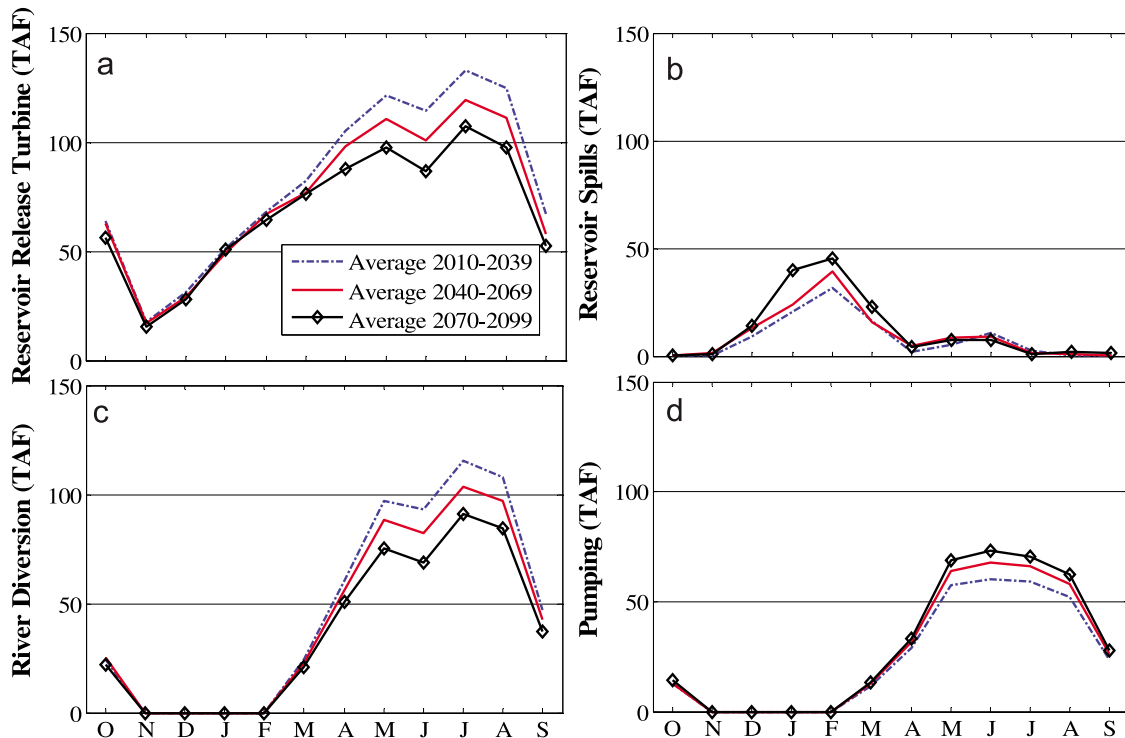 Reservoir Release Turbine (TAF)
150
100
50
0
a
Average 2010-2039
Average 2040-2069
Average 2070-2099
Reservoir Spills (TAF)
150
100
50
0
b
River Diversion (TAF)
150
100
50
0
c
O N D J F M A M J J A S
Pumping (TAF)
150
100
50
0
d
O N D J F M A M J J A S